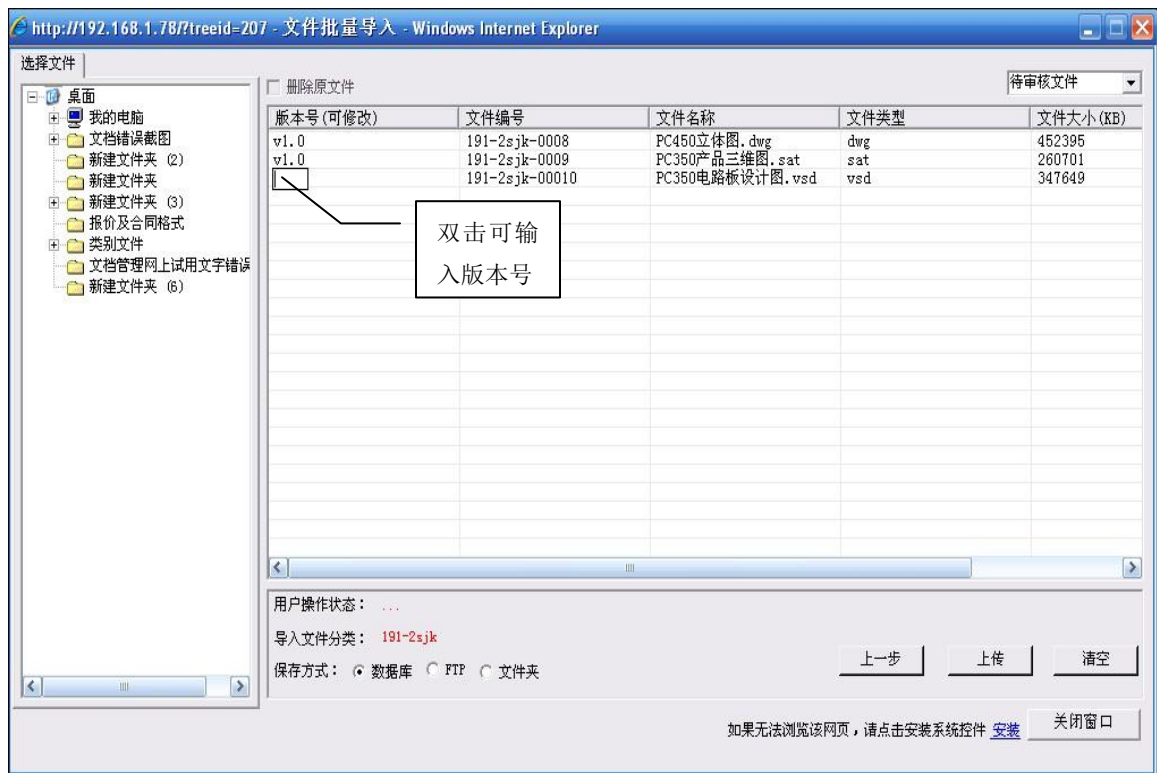 http://192.168.1.78/?treeid=207 - 文件批量导入 - Windows Internet Explorer
选择文件
删除原文件
待审核文件
桌面
我的电脑
文档错误截图
新建文件夹 (2)
新建文件夹
新建文件夹 (3)
报价及合同格式
类别文件
文档管理网上试用文字错误
新建文件夹 (6)
版本号(可修改) 文件编号 文件名称 文件类型 文件大小(KB)
v1.0 191-2sjk-0008 PC450立体图.dwg dwg 452395
v1.0 191-2sjk-0009 PC350产品三维图.sat sat 260701
191-2sjk-00010 PC350电路板设计图.vsd vsd 347649
双击可输
入版本号
用户操作状态： ...
导入文件分类： 191-2sjk
保存方式： 数据库 FTP 文件夹
上一步 上传 清空
如果无法浏览该网页，请点击安装系统控件 安装 关闭窗口